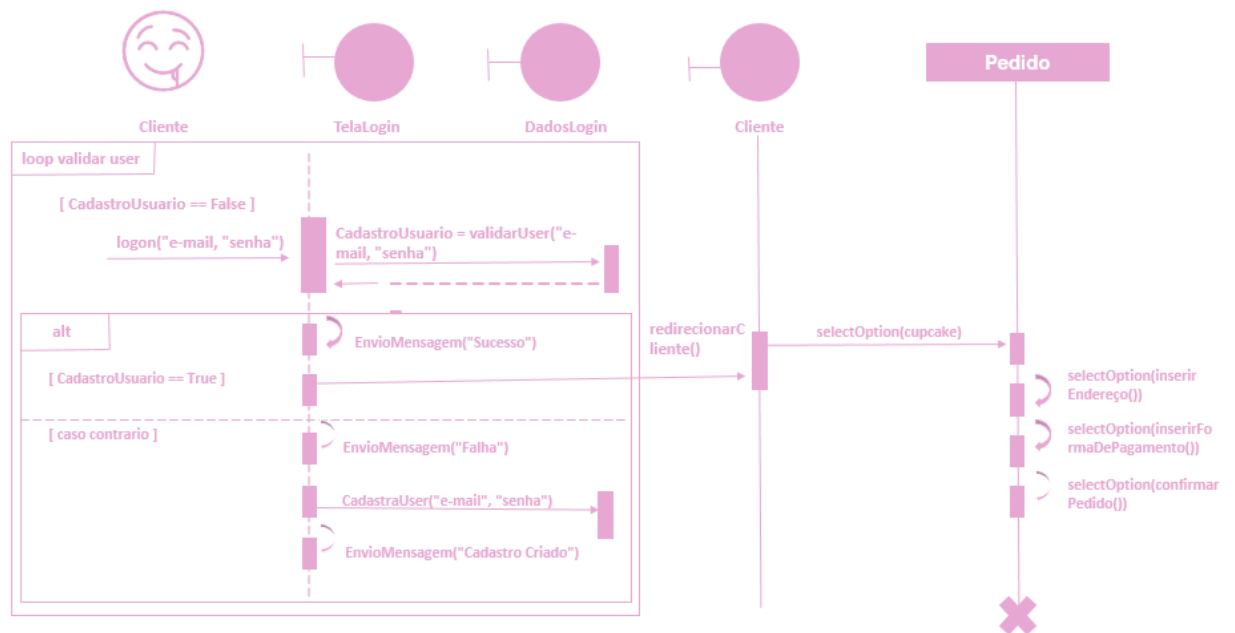 Pedido
Cliente
TelaLogin
DadosLogin
Cliente
loop validar user
[ CadastroUsuario == False ]
logon("e-mail, "senha")
CadastroUsuario = validarUser("e-
mail, "senha")
alt
EnvioMensagem("Sucesso")
redirecionarC
liente()
selectOption(cupcake)
[ CadastroUsuario == True ]
selectOption(inserir
Endereço())
[ caso contrario ]
EnvioMensagem("Falha")
selectOption(inserirFo
rmaDePagamento())
CadastraUser("e-mail", "senha")
selectOption(confirmar
Pedido())
EnvioMensagem("Cadastro Criado")